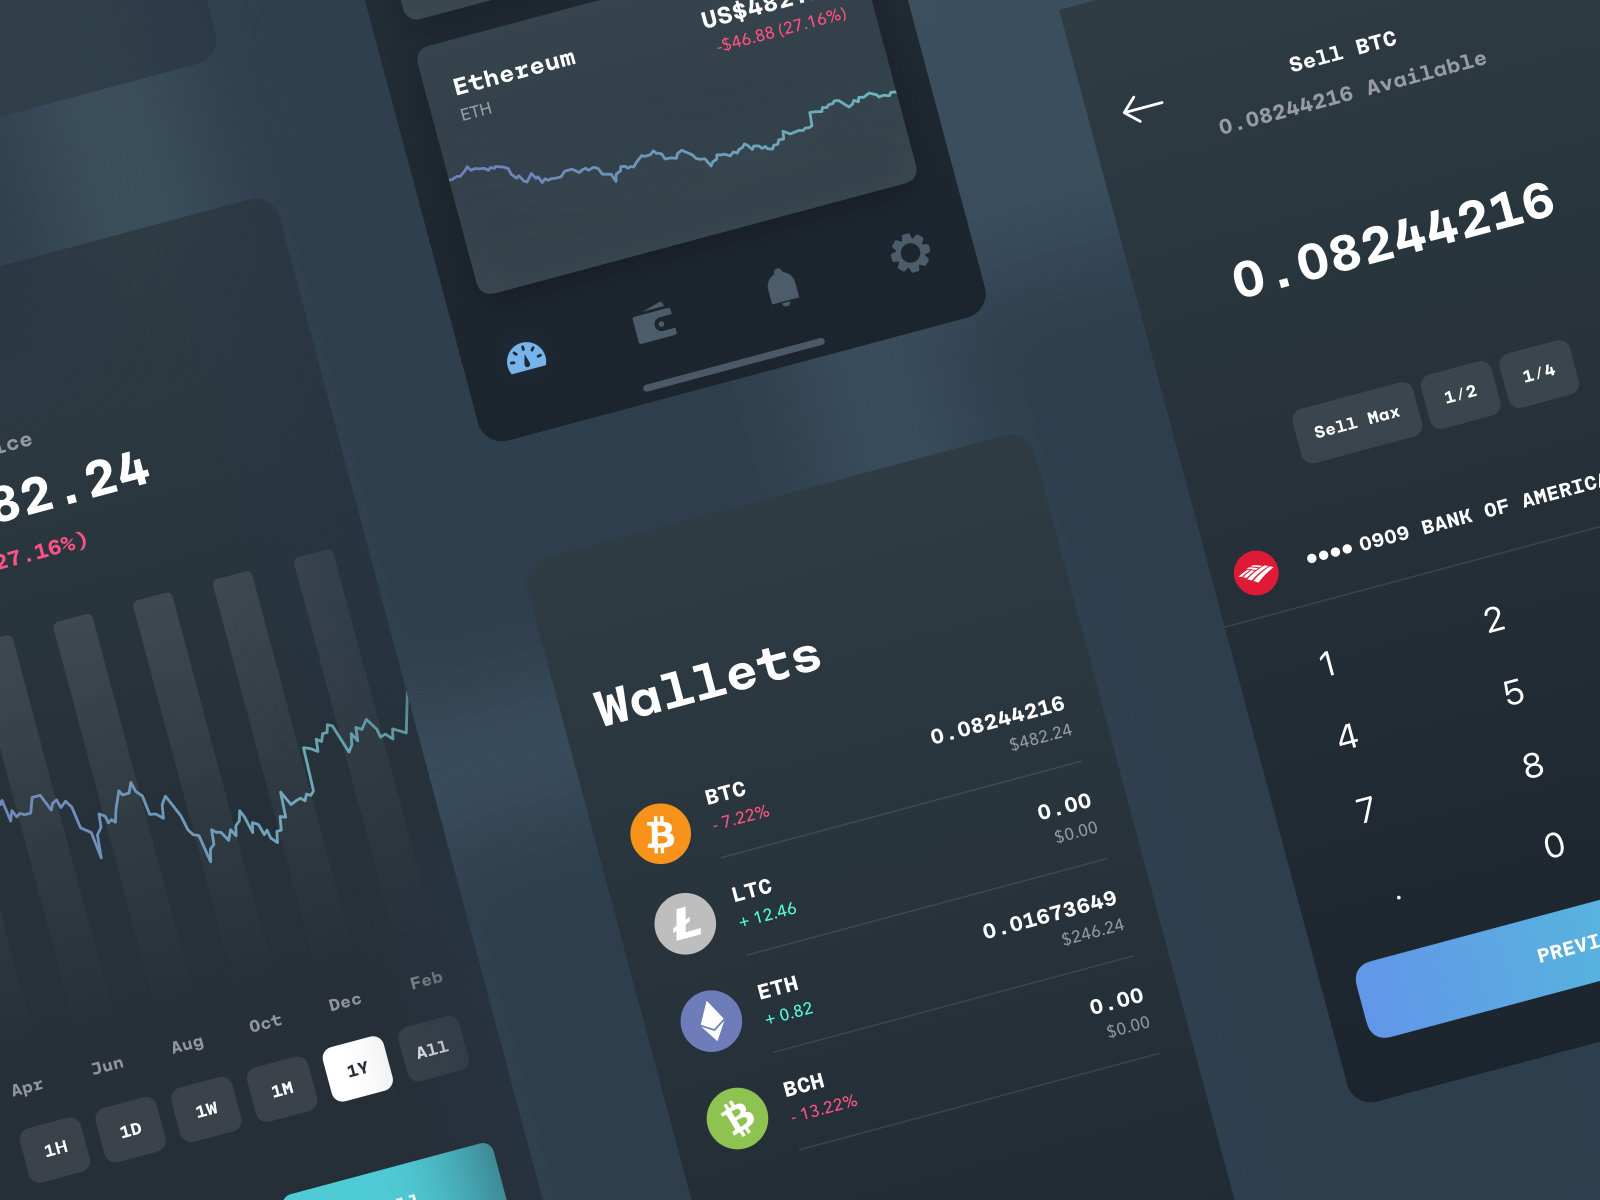 ice
82.24
27.16%)
Apr Jun Aug Oct Dec Feb
1H 1D 1W 1M 1Y All
US$482.
-$46.88 (27.16%)
Ethereum
ETH
Wallets
BTC
- 7.22%
0.08244216
$482.24
LTC
+ 12.46
0.00
$0.00
ETH
+ 0.82
0.01673649
$246.24
BCH
- 13.22%
0.00
$0.00
Sell BTC
0.08244216 Available
0.08244216
Sell Max 1/2 1/4
●●●● 0909 BANK OF AMERICA
1 2
4 5
7 8
. 0
PREVI